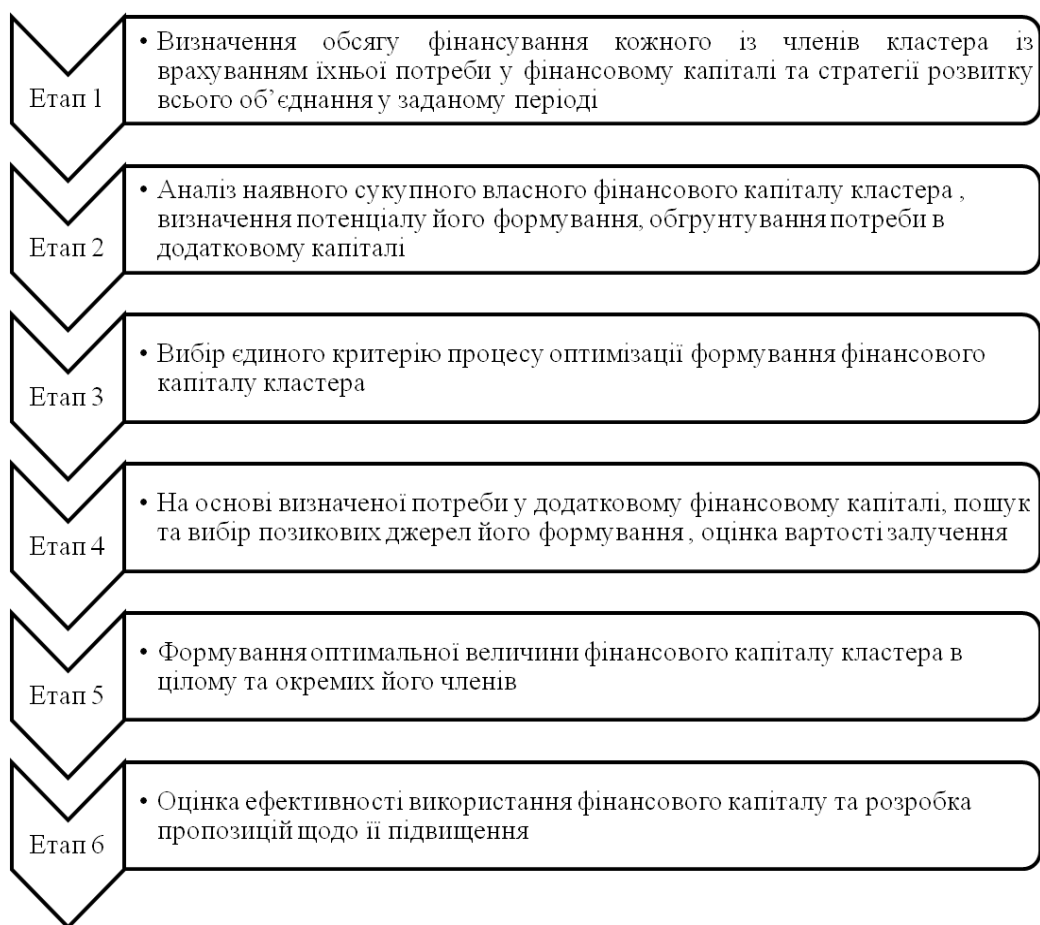 Етап 1
• Визначення обсягу фінансування кожного із членів кластера із
врахуванням їхньої потреби у фінансовому капіталі та стратегії розвитку
всього об’єднання у заданому періоді
Етап 2
• Аналіз наявного сукупного власного фінансового капіталу кластера ,
визначення потенціалу його формування, обгрунтування потреби в
додатковому капіталі
Етап 3
• Вибір єдиного критерію процесу оптимізації формування фінансового
капіталу кластера
Етап 4
• На основі визначеної потреби у додатковому фінансовому капіталі, пошук
та вибір позикових джерел його формування , оцінка вартості залучення
Етап 5
• Формування оптимальної величини фінансового капіталу кластера в
цілому та окремих його членів
Етап 6
• Оцінка ефективності використання фінансового капіталу та розробка
пропозицій щодо її підвищення